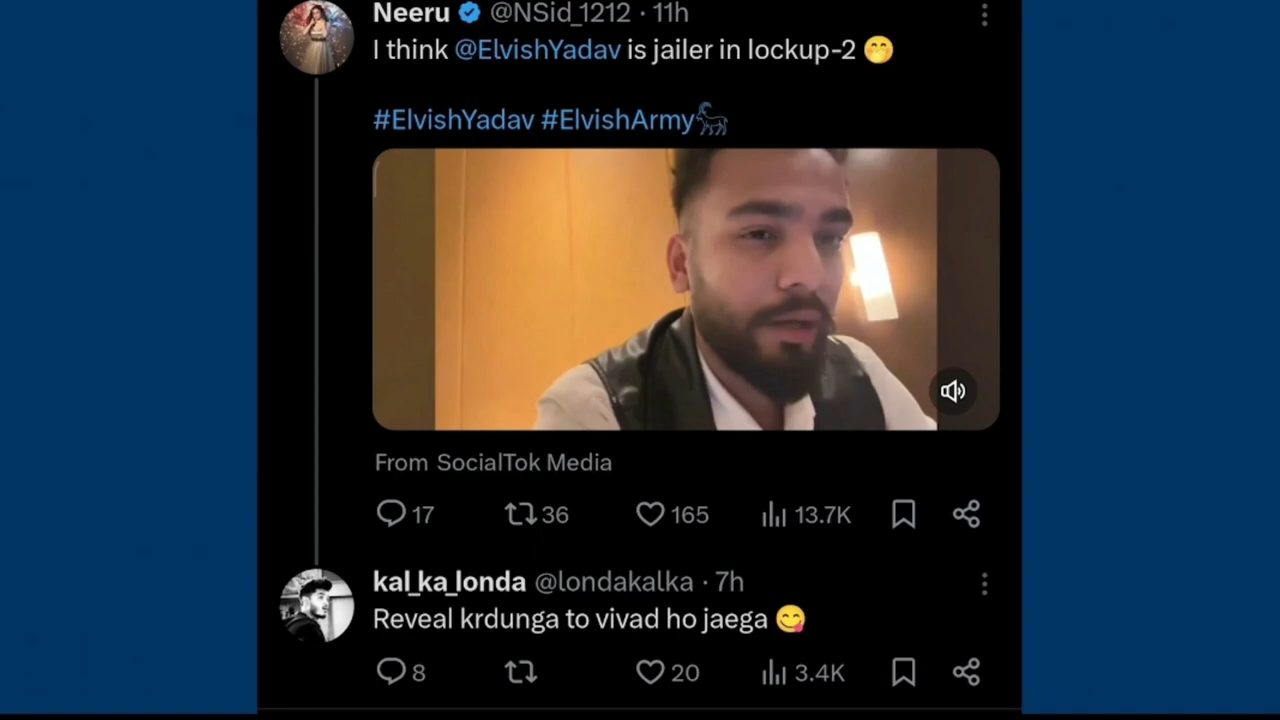 Neeru @NSid_1212 · 11h
I think @ElvishYadav is jailer in lockup-2 🤭
#ElvishYadav #ElvishArmy
From SocialTok Media
17 36 165 13.7K
kal_ka_londa @londakalka · 7h
Reveal krdunga to vivad ho jaega 😋
8 20 3.4K